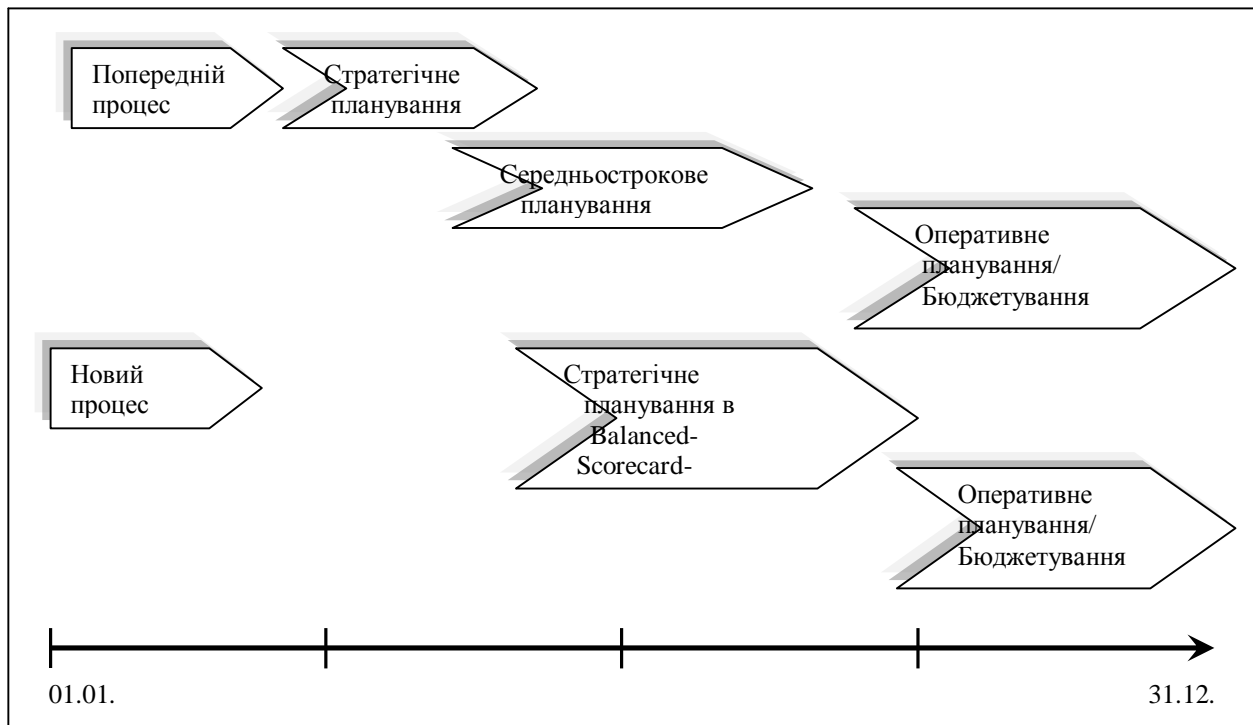 Попередній
процес
Стратегічне
планування
Середньострокове
планування
Оперативне
планування/
Бюджетування
Новий
процес
Стратегічне
планування в
Balanced-
Scorecard-
Оперативне
планування/
Бюджетування
01.01.
31.12.